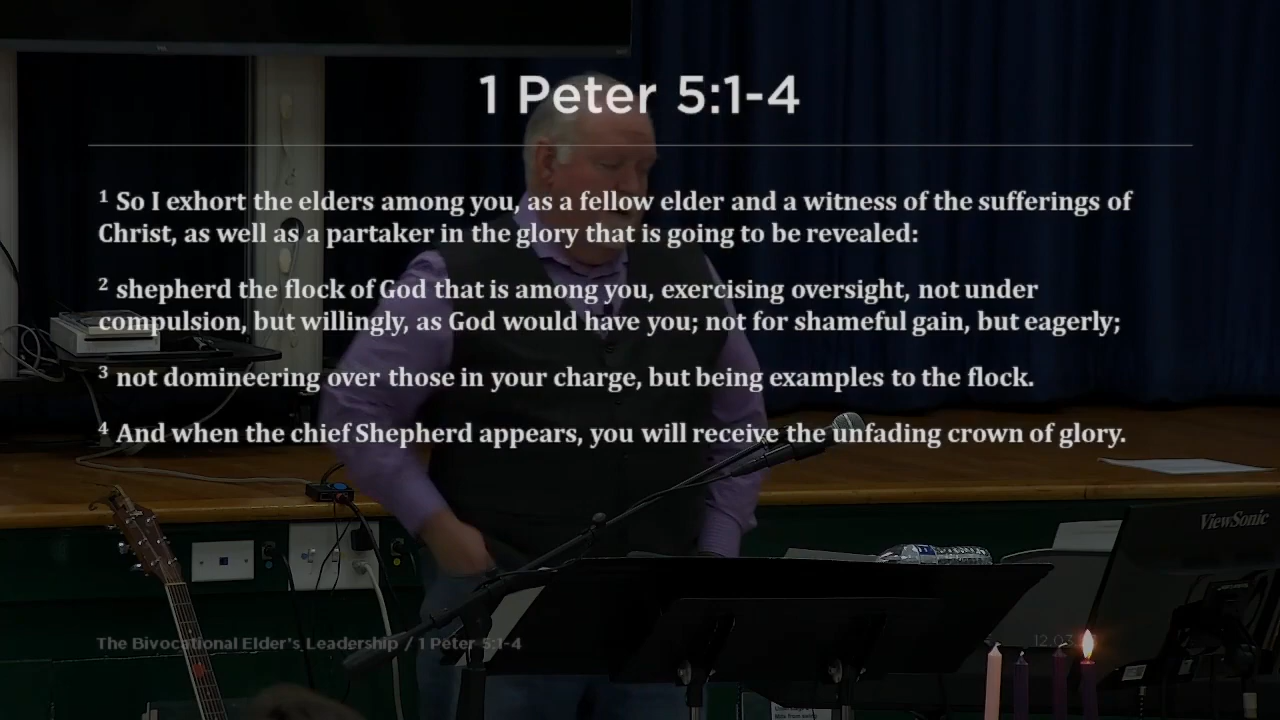 1 Peter 5:1-4
1 So I exhort the elders among you, as a fellow elder and a witness of the sufferings of
Christ, as well as a partaker in the glory that is going to be revealed:
2 shepherd the flock of God that is among you, exercising oversight, not under
compulsion, but willingly, as God would have you; not for shameful gain, but eagerly;
3 not domineering over those in your charge, but being examples to the flock.
4 And when the chief Shepherd appears, you will receive the unfading crown of glory.
ViewSonic
The Bivocational Elder's Leadership / 1 Peter 5:1-4
12.03